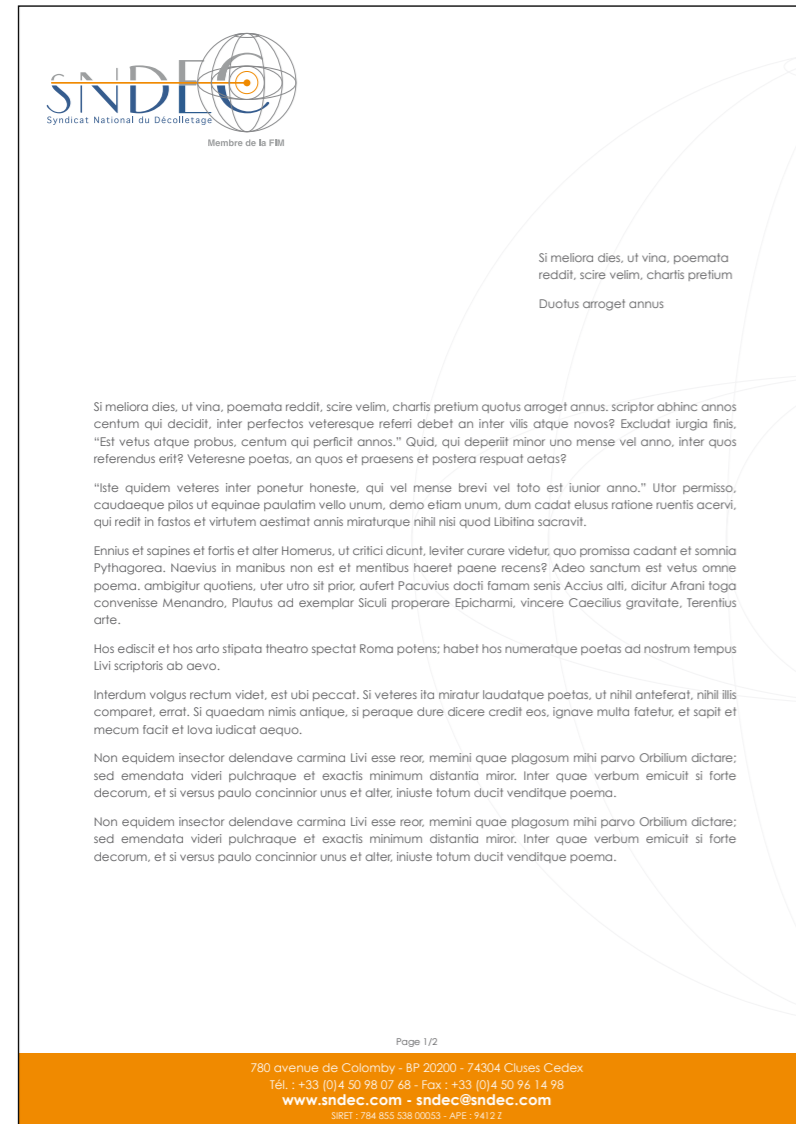 SNDEC
Syndicat National du Décolletage
Membre de la FIM
Si meliora dies, ut vina, poemata
reddit, scire velim, chartis pretium
Duotus arroget annus
Si meliora dies, ut vina, poemata reddit, scire velim, chartis pretium quotus arroget annus. scriptor abhinc annos
centum qui decidit, inter perfectos veteresque referri debet an inter vilis atque novos? Excludat iurgia finis,
“Est vetus atque probus, centum qui perficit annos.” Quid, qui deperiit minor uno mense vel anno, inter quos
referendus erit? Veteresne poetas, an quos et praesens et postera respuat aetas?
“Iste quidem veteres inter ponetur honeste, qui vel mense brevi vel toto est iunior anno.” Utor permisso,
caudaeque pilos ut equinae paulatim vello unum, demo etiam unum, dum cadat elusus ratione ruentis acervi,
qui redit in fastos et virtutem aestimat annis miraturque nihil nisi quod Libitina sacravit.
Ennius et sapines et fortis et alter Homerus, ut critici dicunt, leviter curare videtur, quo promissa cadant et somnia
Pythagorea. Naevius in manibus non est et mentibus haeret paene recens? Adeo sanctum est vetus omne
poema. ambigitur quotiens, uter utro sit prior, aufert Pacuvius docti famam senis Accius alti, dicitur Afrani toga
convenisse Menandro, Plautus ad exemplar Siculi properare Epicharmi, vincere Caecilius gravitate, Terentius
arte.
Hos ediscit et hos arto stipata theatro spectat Roma potens; habet hos numeratque poetas ad nostrum tempus
Livi scriptoris ab aevo.
Interdum volgus rectum videt, est ubi peccat. Si veteres ita miratur laudatque poetas, ut nihil anteferat, nihil illis
comparet, errat. Si quaedam nimis antique, si peraque dure dicere credit eos, ignave multa fatetur, et sapit et
mecum facit et Iova iudicat aequo.
Non equidem insector delendave carmina Livi esse reor, memini quae plagosum mihi parvo Orbilium dictare;
sed emendata videri pulchraque et exactis minimum distantia miror. Inter quae verbum emicuit si forte
decorum, et si versus paulo concinnior unus et alter, iniuste totum ducit venditque poema.
Non equidem insector delendave carmina Livi esse reor, memini quae plagosum mihi parvo Orbilium dictare;
sed emendata videri pulchraque et exactis minimum distantia miror. Inter quae verbum emicuit si forte
decorum, et si versus paulo concinnior unus et alter, iniuste totum ducit venditque poema.
Page 1/2
780 avenue de Colomby - BP 20200 - 74304 Cluses Cedex
Tél. : +33 (0)4 50 98 07 68 - Fax : +33 (0)4 50 96 14 98
www.sndec.com - sndec@sndec.com
SIRET : 784 855 538 00053 - APE : 9412 Z